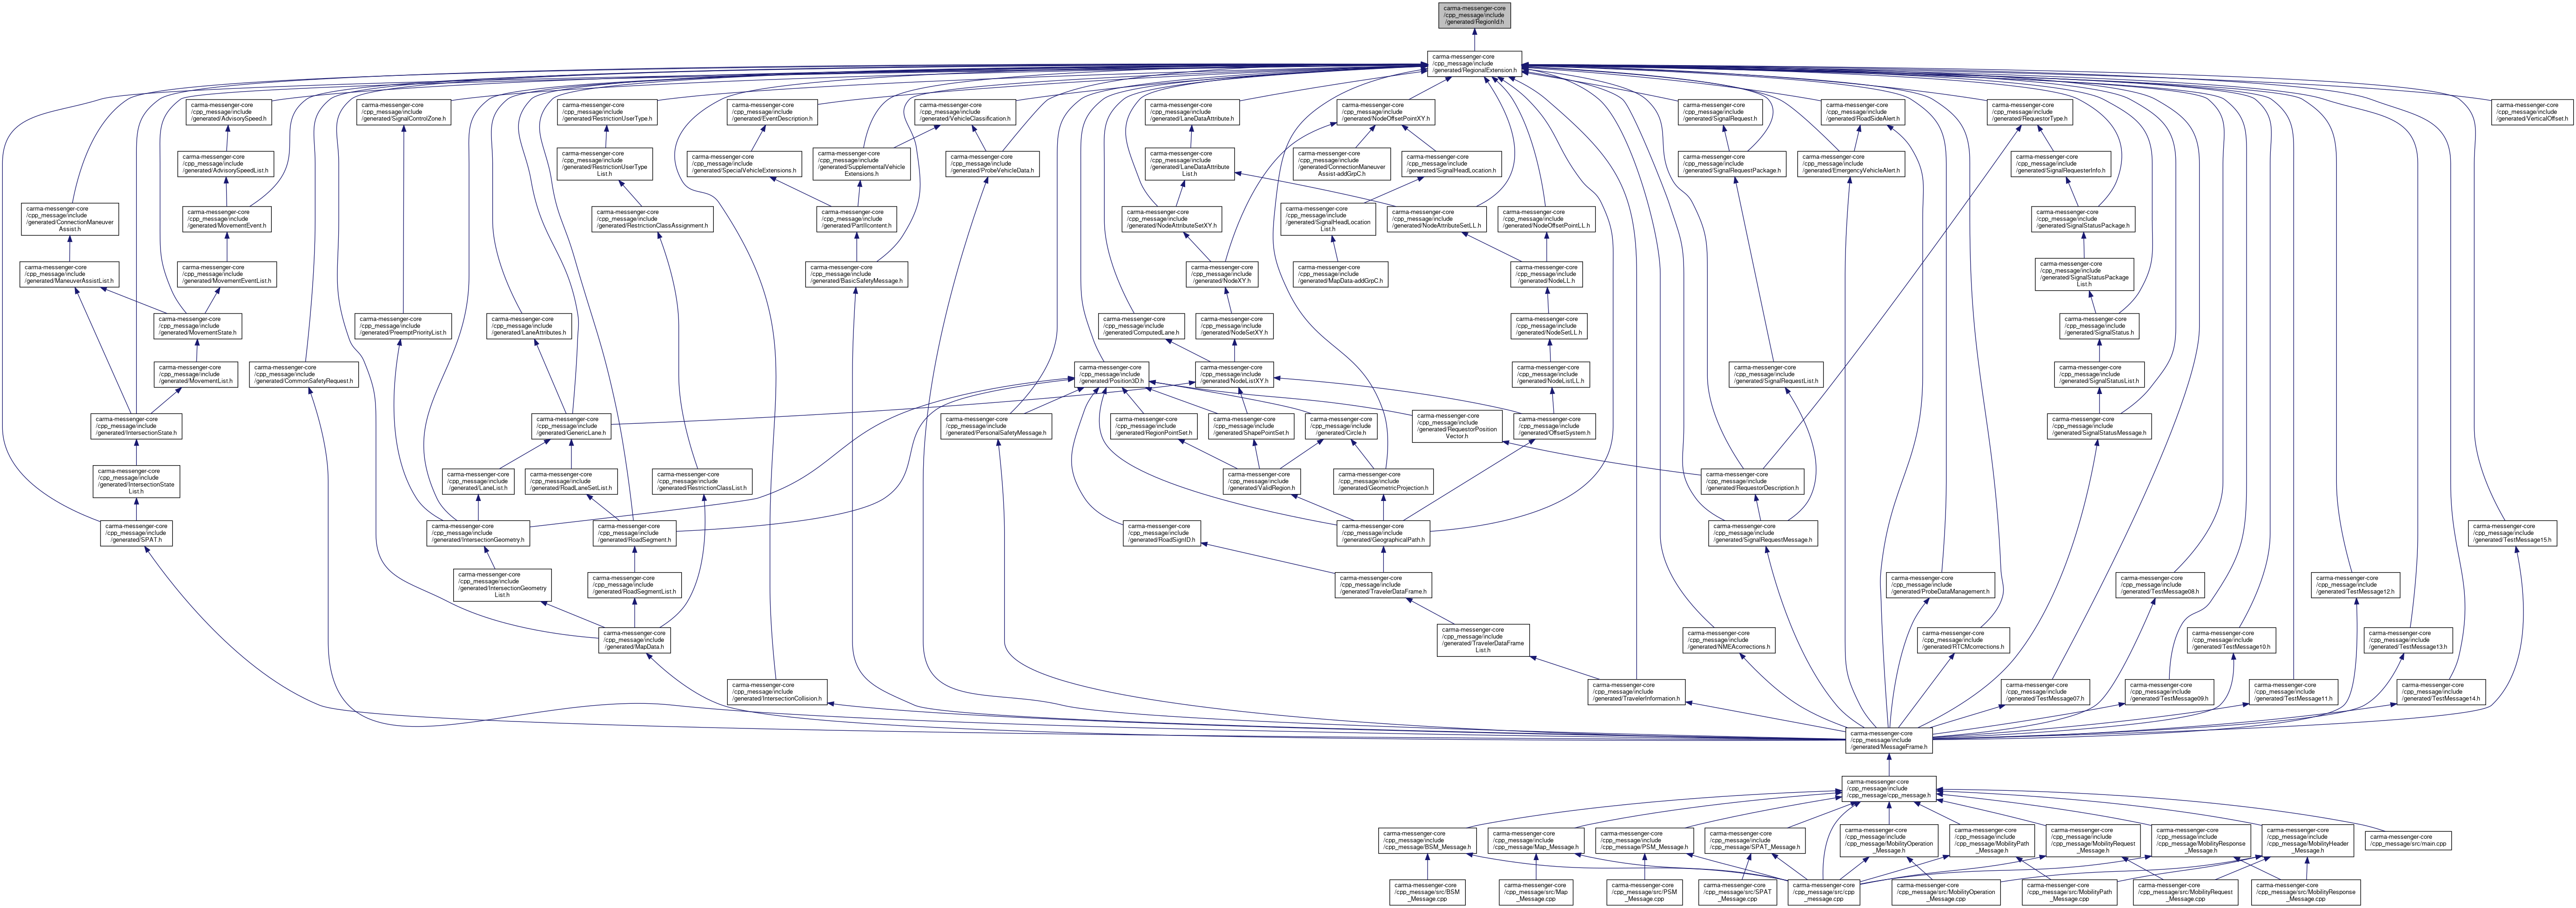 carma-messenger-core
/cpp_message/include
/generated/RegionId.h
carma-messenger-core
/cpp_message/include
/generated/RegionalExtension.h
carma-messenger-core
/cpp_message/include
/generated/AdvisorySpeed.h
carma-messenger-core
/cpp_message/include
/generated/SignalControlZone.h
carma-messenger-core
/cpp_message/include
/generated/RestrictionUserType.h
carma-messenger-core
/cpp_message/include
/generated/EventDescription.h
carma-messenger-core
/cpp_message/include
/generated/VehicleClassification.h
carma-messenger-core
/cpp_message/include
/generated/LaneDataAttribute.h
carma-messenger-core
/cpp_message/include
/generated/NodeOffsetPointXY.h
carma-messenger-core
/cpp_message/include
/generated/SignalRequest.h
carma-messenger-core
/cpp_message/include
/generated/RoadSideAlert.h
carma-messenger-core
/cpp_message/include
/generated/RequestorType.h
carma-messenger-core
/cpp_message/include
/generated/VerticalOffset.h
carma-messenger-core
/cpp_message/include
/generated/AdvisorySpeedList.h
carma-messenger-core
/cpp_message/include
/generated/RestrictionUserType
List.h
carma-messenger-core
/cpp_message/include
/generated/SpecialVehicleExtensions.h
carma-messenger-core
/cpp_message/include
/generated/SupplementalVehicle
Extensions.h
carma-messenger-core
/cpp_message/include
/generated/ProbeVehicleData.h
carma-messenger-core
/cpp_message/include
/generated/LaneDataAttribute
List.h
carma-messenger-core
/cpp_message/include
/generated/ConnectionManeuver
Assist-addGrpC.h
carma-messenger-core
/cpp_message/include
/generated/SignalHeadLocation.h
carma-messenger-core
/cpp_message/include
/generated/SignalRequestPackage.h
carma-messenger-core
/cpp_message/include
/generated/EmergencyVehicleAlert.h
carma-messenger-core
/cpp_message/include
/generated/SignalRequesterInfo.h
carma-messenger-core
/cpp_message/include
/generated/ConnectionManeuver
Assist.h
carma-messenger-core
/cpp_message/include
/generated/MovementEvent.h
carma-messenger-core
/cpp_message/include
/generated/RestrictionClassAssignment.h
carma-messenger-core
/cpp_message/include
/generated/PartIIcontent.h
carma-messenger-core
/cpp_message/include
/generated/NodeAttributeSetXY.h
carma-messenger-core
/cpp_message/include
/generated/SignalHeadLocation
List.h
carma-messenger-core
/cpp_message/include
/generated/NodeAttributeSetLL.h
carma-messenger-core
/cpp_message/include
/generated/NodeOffsetPointLL.h
carma-messenger-core
/cpp_message/include
/generated/SignalStatusPackage.h
carma-messenger-core
/cpp_message/include
/generated/ManeuverAssistList.h
carma-messenger-core
/cpp_message/include
/generated/MovementEventList.h
carma-messenger-core
/cpp_message/include
/generated/BasicSafetyMessage.h
carma-messenger-core
/cpp_message/include
/generated/NodeXY.h
carma-messenger-core
/cpp_message/include
/generated/MapData-addGrpC.h
carma-messenger-core
/cpp_message/include
/generated/NodeLL.h
carma-messenger-core
/cpp_message/include
/generated/SignalStatusPackage
List.h
carma-messenger-core
/cpp_message/include
/generated/MovementState.h
carma-messenger-core
/cpp_message/include
/generated/PreemptPriorityList.h
carma-messenger-core
/cpp_message/include
/generated/LaneAttributes.h
carma-messenger-core
/cpp_message/include
/generated/ComputedLane.h
carma-messenger-core
/cpp_message/include
/generated/NodeSetXY.h
carma-messenger-core
/cpp_message/include
/generated/NodeSetLL.h
carma-messenger-core
/cpp_message/include
/generated/SignalStatus.h
carma-messenger-core
/cpp_message/include
/generated/MovementList.h
carma-messenger-core
/cpp_message/include
/generated/CommonSafetyRequest.h
carma-messenger-core
/cpp_message/include
/generated/Position3D.h
carma-messenger-core
/cpp_message/include
/generated/NodeListXY.h
carma-messenger-core
/cpp_message/include
/generated/NodeListLL.h
carma-messenger-core
/cpp_message/include
/generated/SignalRequestList.h
carma-messenger-core
/cpp_message/include
/generated/SignalStatusList.h
carma-messenger-core
/cpp_message/include
/generated/IntersectionState.h
carma-messenger-core
/cpp_message/include
/generated/GenericLane.h
carma-messenger-core
/cpp_message/include
/generated/PersonalSafetyMessage.h
carma-messenger-core
/cpp_message/include
/generated/RegionPointSet.h
carma-messenger-core
/cpp_message/include
/generated/ShapePointSet.h
carma-messenger-core
/cpp_message/include
/generated/Circle.h
carma-messenger-core
/cpp_message/include
/generated/RequestorPosition
Vector.h
carma-messenger-core
/cpp_message/include
/generated/OffsetSystem.h
carma-messenger-core
/cpp_message/include
/generated/SignalStatusMessage.h
carma-messenger-core
/cpp_message/include
/generated/IntersectionState
List.h
carma-messenger-core
/cpp_message/include
/generated/LaneList.h
carma-messenger-core
/cpp_message/include
/generated/RoadLaneSetList.h
carma-messenger-core
/cpp_message/include
/generated/RestrictionClassList.h
carma-messenger-core
/cpp_message/include
/generated/ValidRegion.h
carma-messenger-core
/cpp_message/include
/generated/GeometricProjection.h
carma-messenger-core
/cpp_message/include
/generated/RequestorDescription.h
carma-messenger-core
/cpp_message/include
/generated/SPAT.h
carma-messenger-core
/cpp_message/include
/generated/IntersectionGeometry.h
carma-messenger-core
/cpp_message/include
/generated/RoadSegment.h
carma-messenger-core
/cpp_message/include
/generated/RoadSignID.h
carma-messenger-core
/cpp_message/include
/generated/GeographicalPath.h
carma-messenger-core
/cpp_message/include
/generated/SignalRequestMessage.h
carma-messenger-core
/cpp_message/include
/generated/TestMessage15.h
carma-messenger-core
/cpp_message/include
/generated/IntersectionGeometry
List.h
carma-messenger-core
/cpp_message/include
/generated/RoadSegmentList.h
carma-messenger-core
/cpp_message/include
/generated/TravelerDataFrame.h
carma-messenger-core
/cpp_message/include
/generated/ProbeDataManagement.h
carma-messenger-core
/cpp_message/include
/generated/TestMessage08.h
carma-messenger-core
/cpp_message/include
/generated/TestMessage12.h
carma-messenger-core
/cpp_message/include
/generated/MapData.h
carma-messenger-core
/cpp_message/include
/generated/TravelerDataFrame
List.h
carma-messenger-core
/cpp_message/include
/generated/NMEAcorrections.h
carma-messenger-core
/cpp_message/include
/generated/RTCMcorrections.h
carma-messenger-core
/cpp_message/include
/generated/TestMessage10.h
carma-messenger-core
/cpp_message/include
/generated/TestMessage13.h
carma-messenger-core
/cpp_message/include
/generated/IntersectionCollision.h
carma-messenger-core
/cpp_message/include
/generated/TravelerInformation.h
carma-messenger-core
/cpp_message/include
/generated/TestMessage07.h
carma-messenger-core
/cpp_message/include
/generated/TestMessage09.h
carma-messenger-core
/cpp_message/include
/generated/TestMessage11.h
carma-messenger-core
/cpp_message/include
/generated/TestMessage14.h
carma-messenger-core
/cpp_message/include
/generated/MessageFrame.h
carma-messenger-core
/cpp_message/include
/cpp_message/cpp_message.h
carma-messenger-core
/cpp_message/include
/cpp_message/BSM_Message.h
carma-messenger-core
/cpp_message/include
/cpp_message/Map_Message.h
carma-messenger-core
/cpp_message/include
/cpp_message/PSM_Message.h
carma-messenger-core
/cpp_message/include
/cpp_message/SPAT_Message.h
carma-messenger-core
/cpp_message/include
/cpp_message/MobilityOperation
_Message.h
carma-messenger-core
/cpp_message/include
/cpp_message/MobilityPath
_Message.h
carma-messenger-core
/cpp_message/include
/cpp_message/MobilityRequest
_Message.h
carma-messenger-core
/cpp_message/include
/cpp_message/MobilityResponse
_Message.h
carma-messenger-core
/cpp_message/include
/cpp_message/MobilityHeader
_Message.h
carma-messenger-core
/cpp_message/src/main.cpp
carma-messenger-core
/cpp_message/src/BSM
_Message.cpp
carma-messenger-core
/cpp_message/src/Map
_Message.cpp
carma-messenger-core
/cpp_message/src/PSM
_Message.cpp
carma-messenger-core
/cpp_message/src/SPAT
_Message.cpp
carma-messenger-core
/cpp_message/src/cpp
_message.cpp
carma-messenger-core
/cpp_message/src/MobilityOperation
_Message.cpp
carma-messenger-core
/cpp_message/src/MobilityPath
_Message.cpp
carma-messenger-core
/cpp_message/src/MobilityRequest
_Message.cpp
carma-messenger-core
/cpp_message/src/MobilityResponse
_Message.cpp